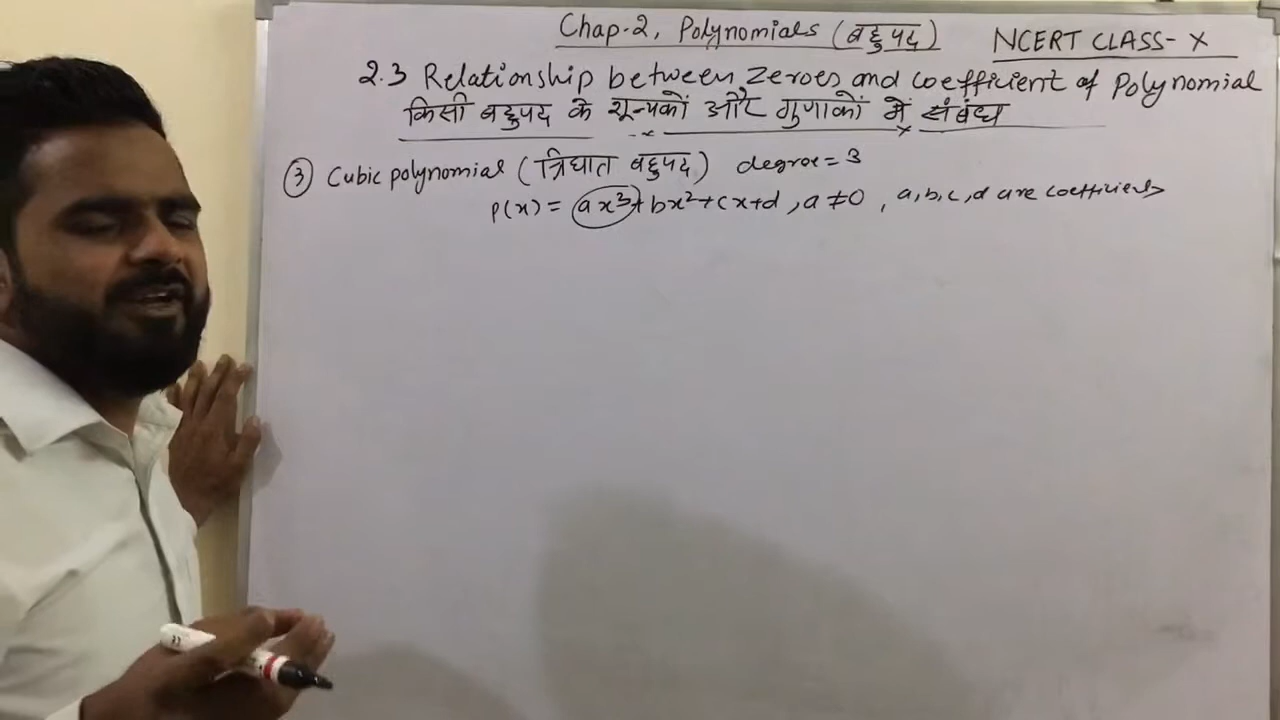 Chap-2, Polynomials (बहुपद) NCERT CLASS- X
2.3 Relationship between Zeroes and coefficient of Polynomial
किसी बहुपद के शून्यकों और गुणाकों में संबंध
③ Cubic polynomial (त्रिघात बहुपद) degree = 3
P(x) = ax³+bx²+cx+d, a≠0, a,b,c,d are coefficients